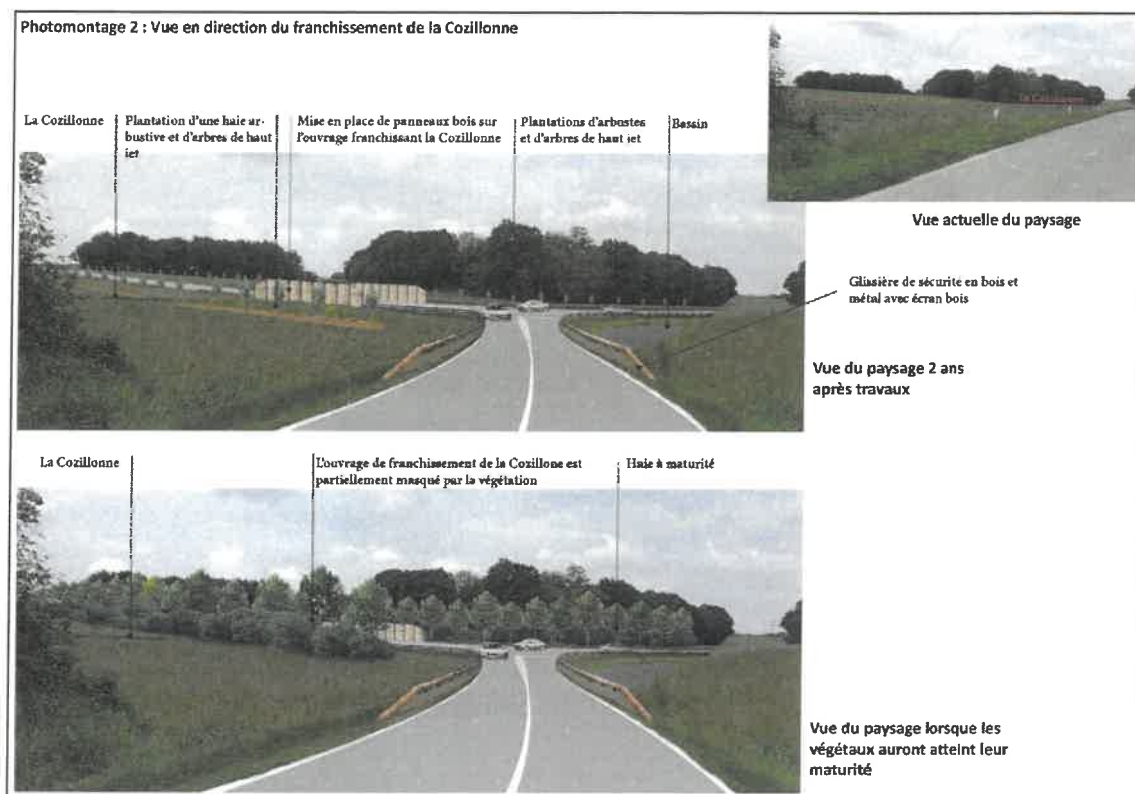 Photomontage 2 : Vue en direction du franchissement de la Cozillonne
La Cozillonne
Plantation d'une haie ar-
bustive et d'arbres de haut
jet
Mise en place de panneaux bois sur
l'ouvrage franchissant la Cozillonne
Plantations d'arbustes
et d'arbres de haut jet
Bassin
Vue actuelle du paysage
Glissière de sécurité en bois et
métal avec écran bois
Vue du paysage 2 ans
après travaux
La Cozillonne
L'ouvrage de franchissement de la Cozillone est
partiellement masqué par la végétation
Haie à maturité
Vue du paysage lorsque les
végétaux auront atteint leur
maturité